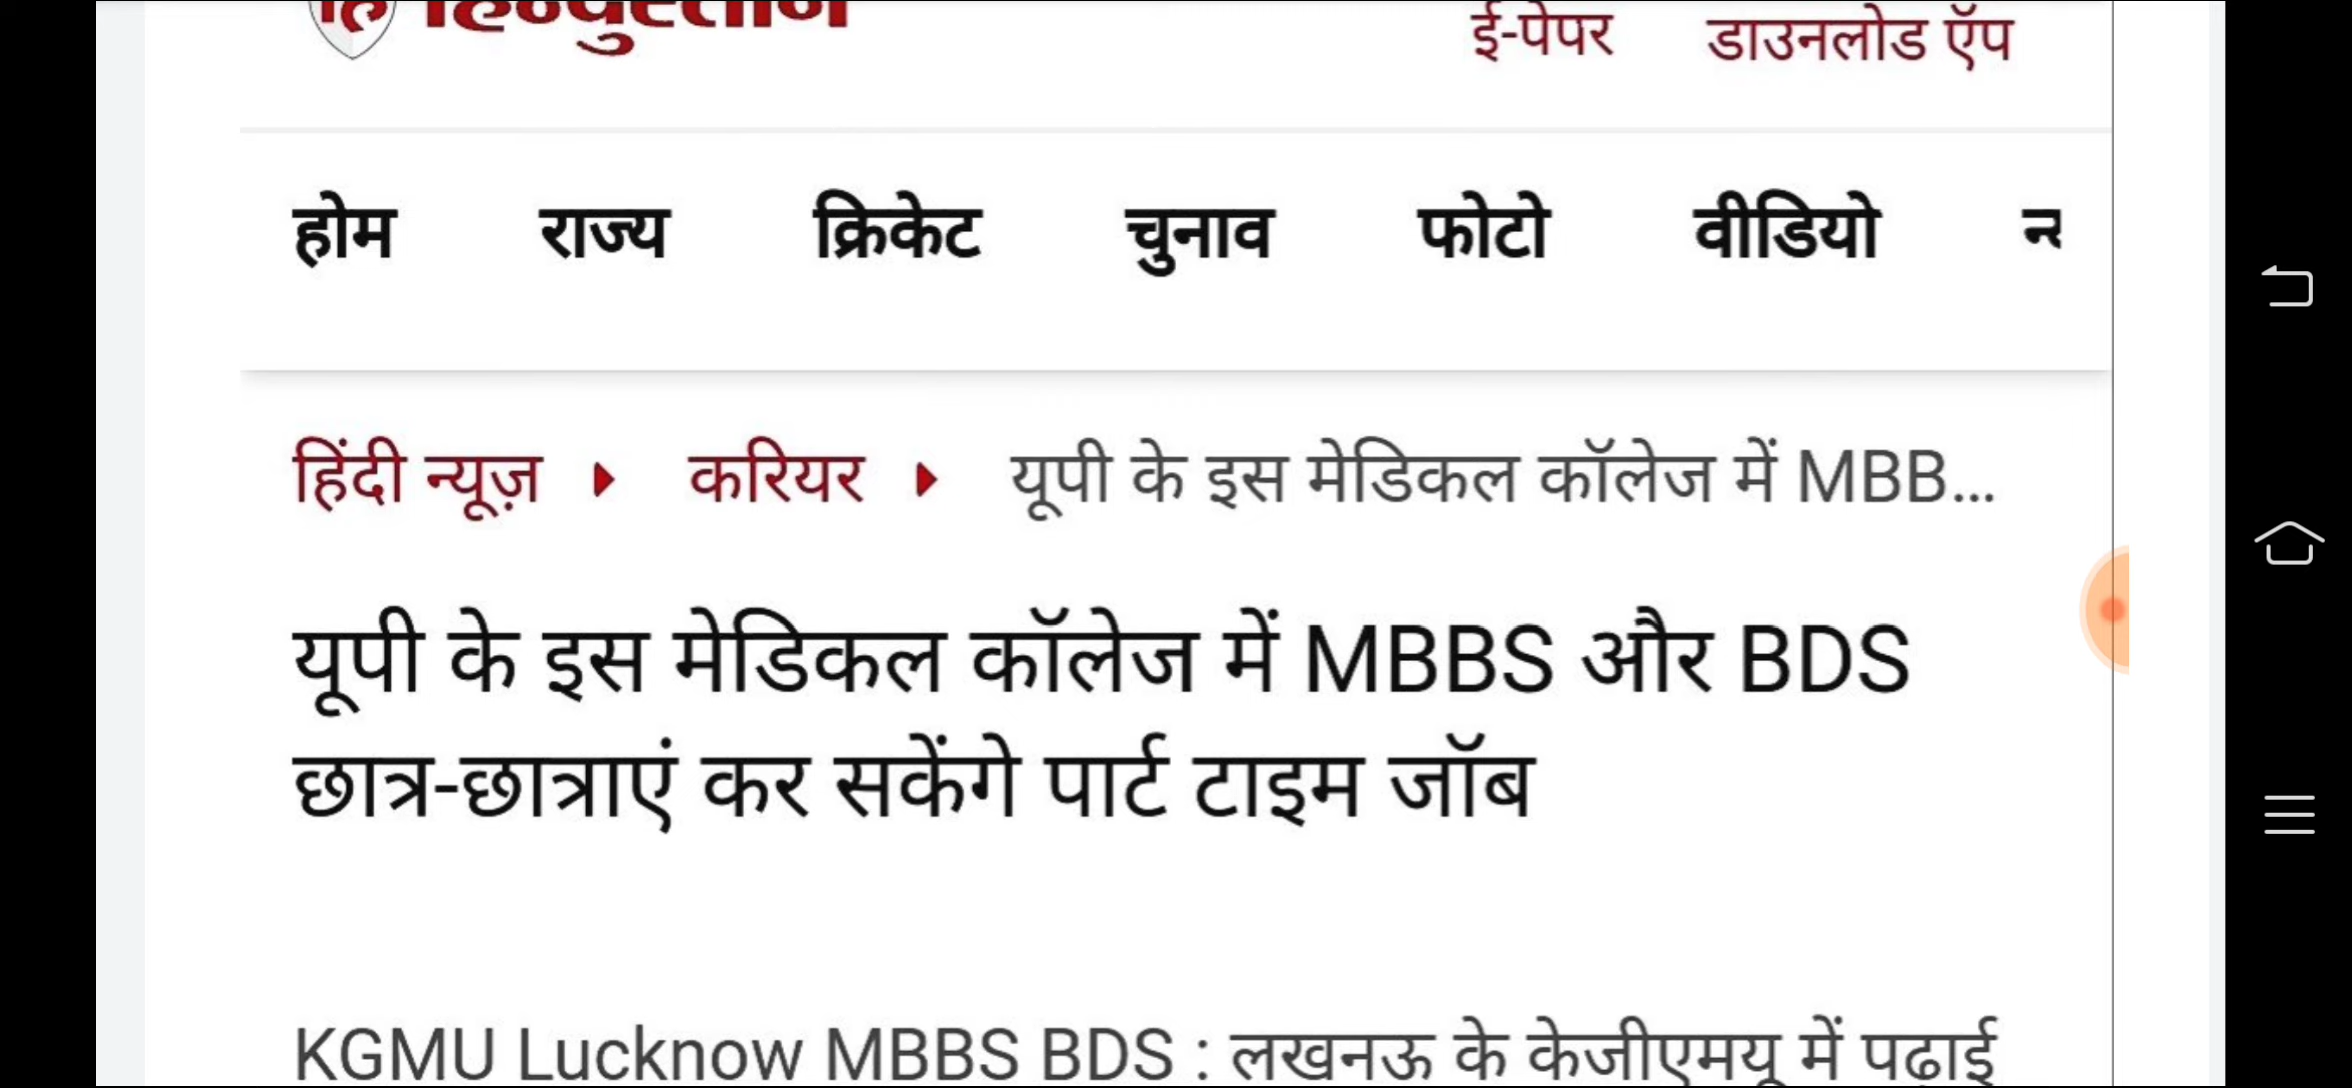 हिन्दुस्तान
ई-पेपर डाउनलोड ऍप
होम राज्य क्रिकेट चुनाव फोटो वीडियो
हिंदी न्यूज़ करियर यूपी के इस मेडिकल कॉलेज में MBB...
यूपी के इस मेडिकल कॉलेज में MBBS और BDS
छात्र-छात्राएं कर सकेंगे पार्ट टाइम जॉब
KGMU Lucknow MBBS BDS : लखनऊ के केजीएमयू में पढ़ाई